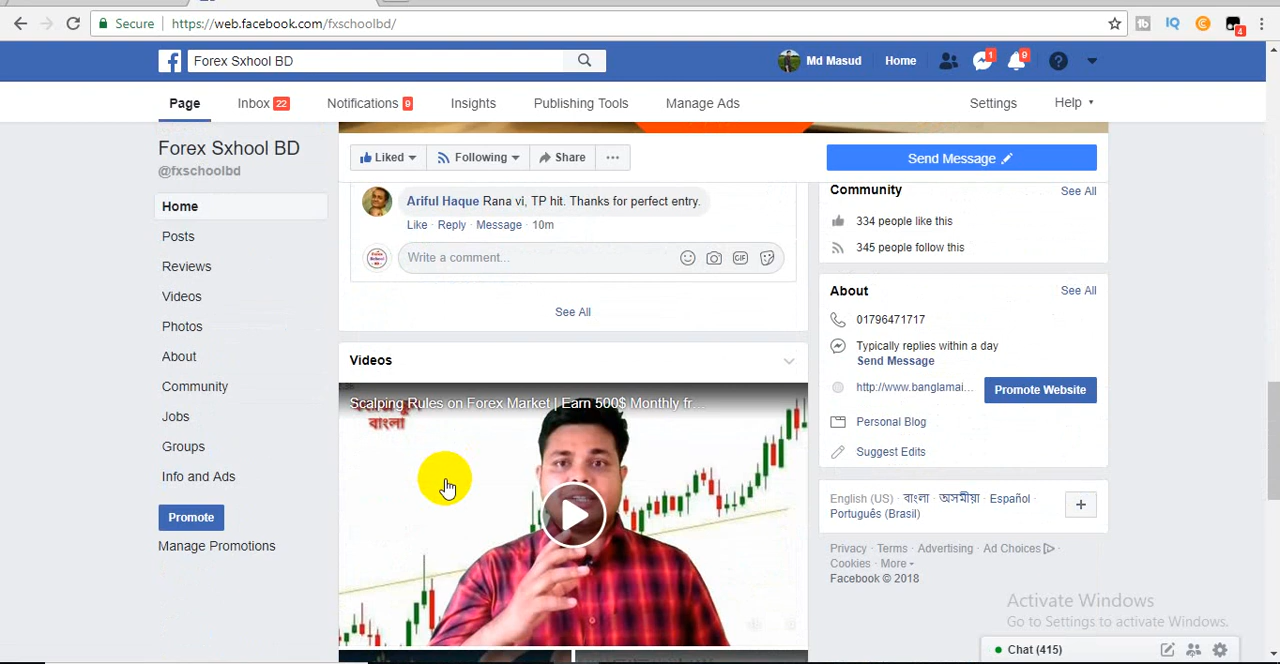 Secure
https://web.facebook.com/fxschoolbd/
4
Forex Sxhool BD
Md Masud
Home
1
9
Page
Inbox 22
Notifications 9
Insights
Publishing Tools
Manage Ads
Settings
Help
Forex Sxhool BD
@fxschoolbd
Home
Posts
Reviews
Videos
Photos
About
Community
Jobs
Groups
Info and Ads
Promote
Manage Promotions
Liked
Following
Share
Send Message
Ariful Haque Rana vi, TP hit. Thanks for perfect entry.
Like · Reply · Message · 10m
Write a comment...
GIF
See All
Videos
Scalping Rules on Forex Market | Earn 500$ Monthly fr...
বাংলা
Community
See All
334 people like this
345 people follow this
About
See All
01796471717
Typically replies within a day
Send Message
http://www.banglamai...
Promote Website
Personal Blog
Suggest Edits
English (US) · বাংলা · অসমীয়া · Español ·
Português (Brasil)
Privacy · Terms · Advertising · Ad Choices ·
Cookies · More
Facebook © 2018
Activate Windows
Go to Settings to activate Windows.
Chat (415)